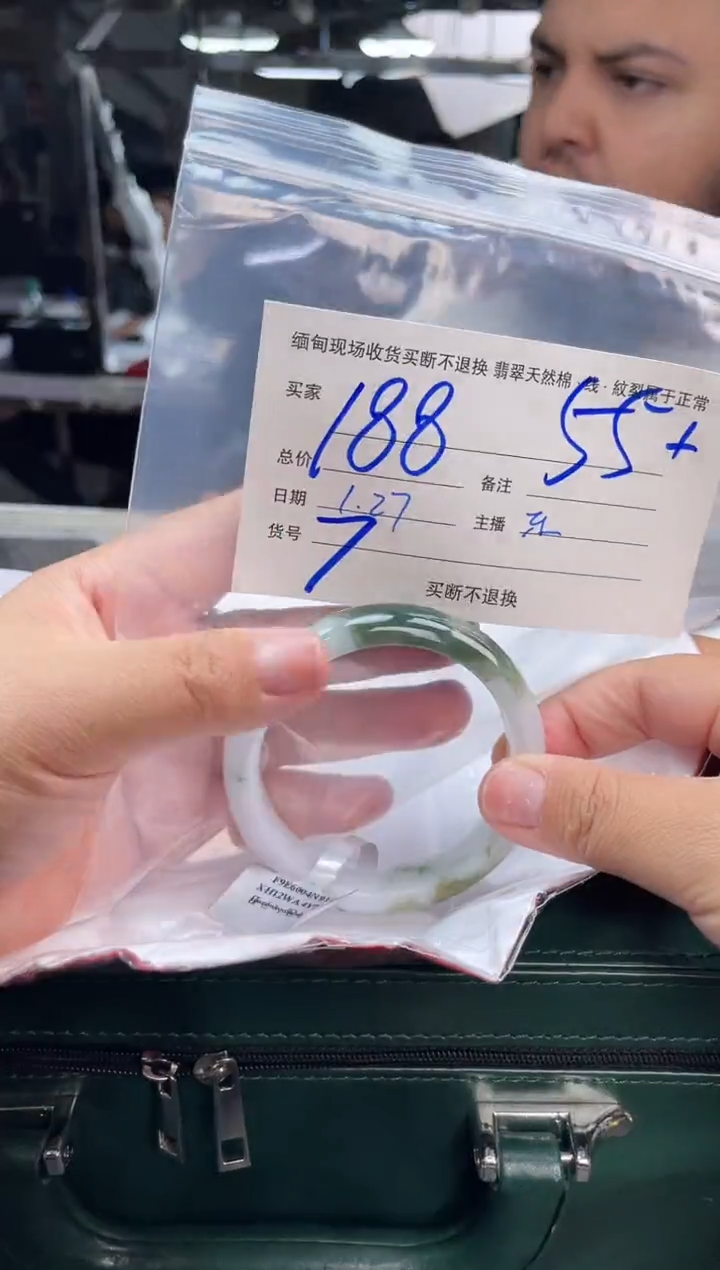 缅甸现场收货买断不退换 翡翠天然棉·线·紋裂属于正常
买家
总价 188 备注 55+
日期 1.27 主播
货号 7
买断不退换